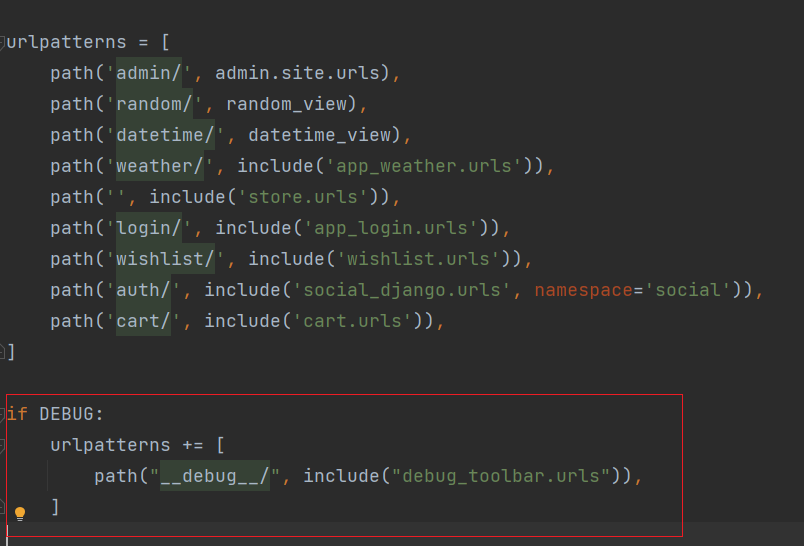 urlpatterns = [
    path('admin/', admin.site.urls),
    path('random/', random_view),
    path('datetime/', datetime_view),
    path('weather/', include('app_weather.urls')),
    path('', include('store.urls')),
    path('login/', include('app_login.urls')),
    path('wishlist/', include('wishlist.urls')),
    path('auth/', include('social_django.urls', namespace='social')),
    path('cart/', include('cart.urls')),
]
if DEBUG:
    urlpatterns += [
        path("__debug__/", include("debug_toolbar.urls")),
    ]